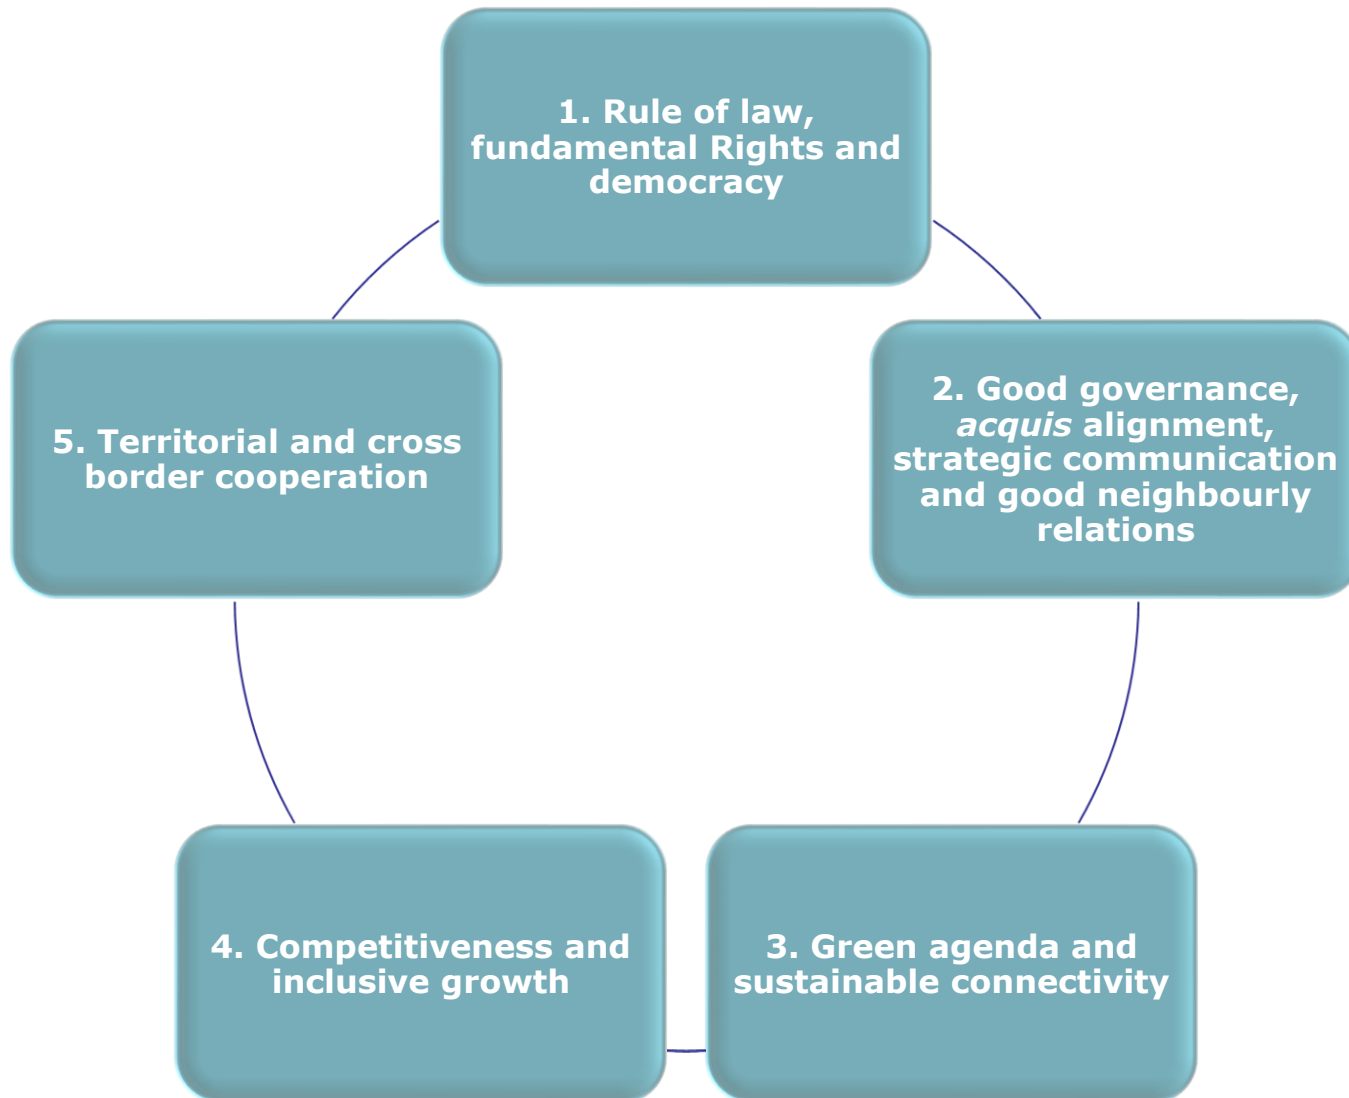 1. Rule of law,
fundamental Rights and
democracy
2. Good governance,
acquis alignment,
strategic communication
and good neighbourly
relations
3. Green agenda and
sustainable connectivity
4. Competitiveness and
inclusive growth
5. Territorial and cross
border cooperation